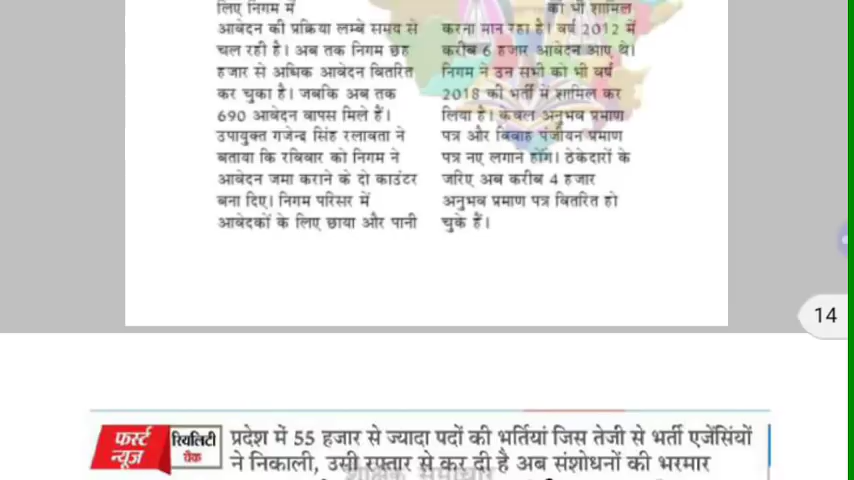 लिए निगम में
आवेदन की प्रक्रिया लम्बे समय से
चल रही है। अब तक निगम छह
हजार से अधिक आवेदन वितरित
कर चुका है। जबकि अब तक
690 आवेदन वापस मिले हैं।
उपायुक्त गजेन्द्र सिंह रलावता ने
बताया कि रविवार को निगम ने
आवेदन जमा कराने के दो काउंटर
बना दिए। निगम परिसर में
आवेदकों के लिए छाया और पानी
को भी शामिल
करना मान रहा है। वर्ष 2012 में
करीब 6 हजार आवेदन आए थे।
निगम ने उन सभी को भी वर्ष
2018 की भर्ती में शामिल कर
लिया है। केवल अनुभव प्रमाण
पत्र और विवाह पंजीयन प्रमाण
पत्र नए लगाने होंगे। ठेकेदारों के
जरिए अब करीब 4 हजार
अनुभव प्रमाण पत्र वितरित हो
चुके हैं।
14
फर्स्ट न्यूज
रियलिटी चैक
प्रदेश में 55 हजार से ज्यादा पदों की भर्तियां जिस तेजी से भर्ती एजेंसियों
ने निकाली, उसी रफ्तार से कर दी है अब संशोधनों की भरमार